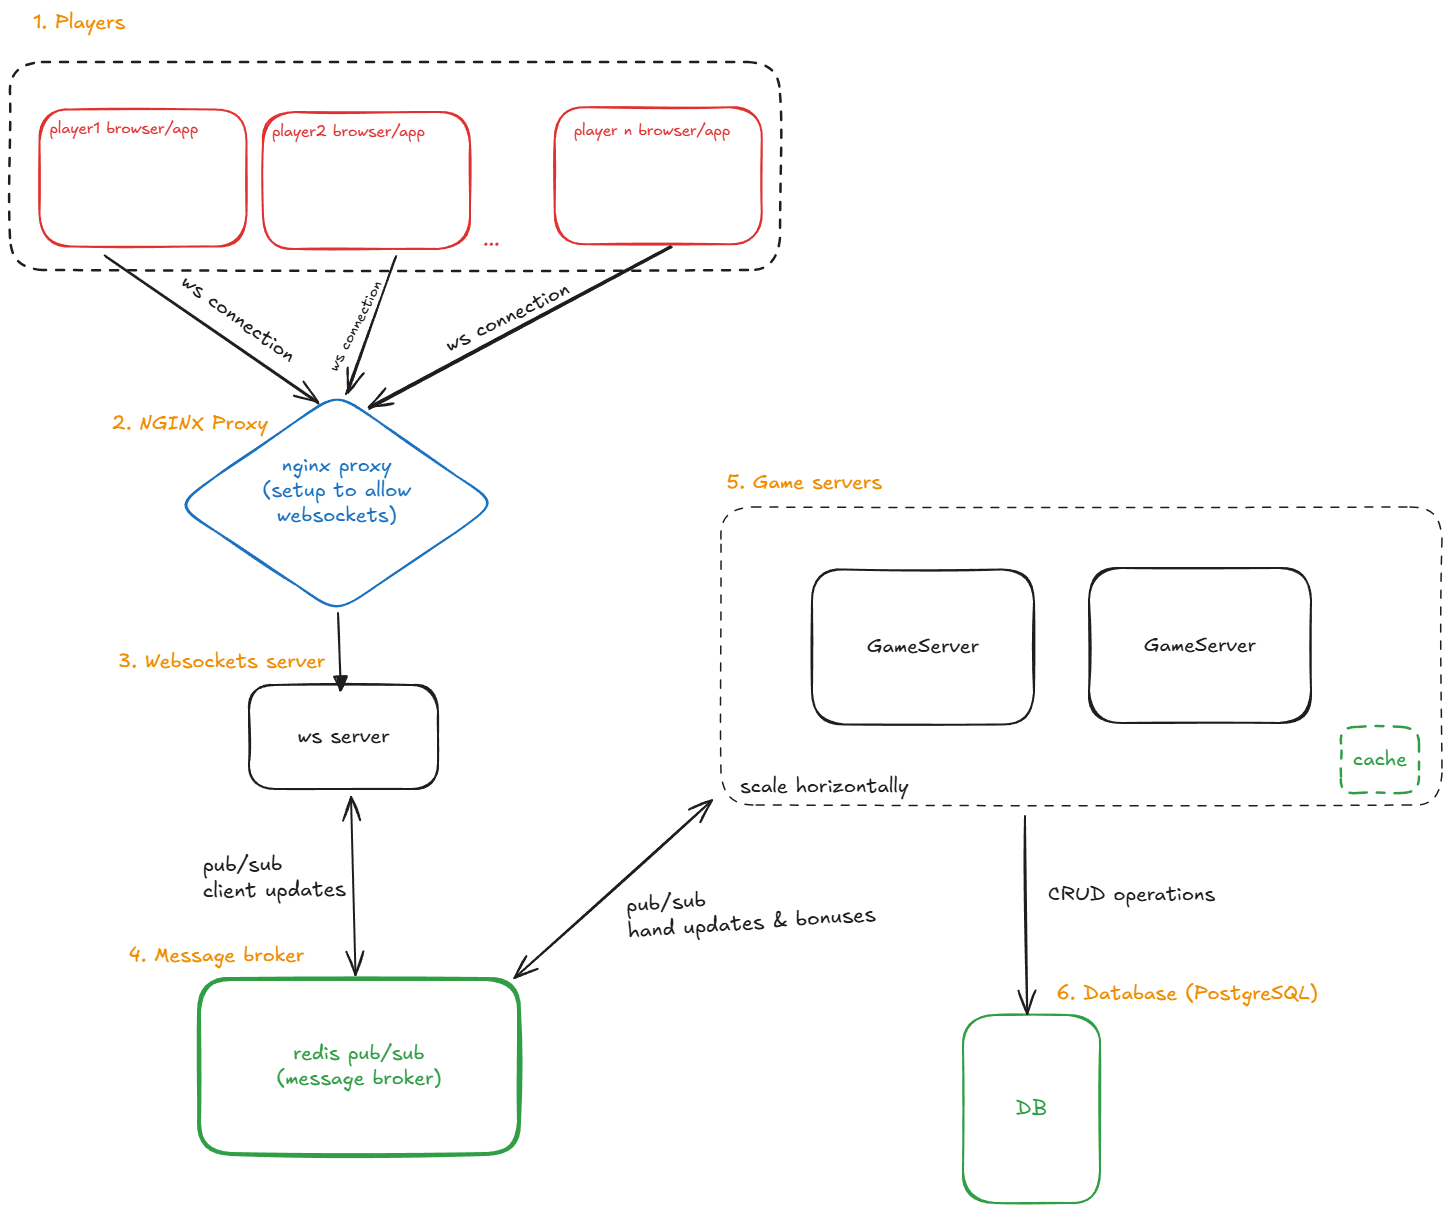 1. Players
player1 browser/app
player2 browser/app
...
player n browser/app
ws connection
ws connection
ws connection
2. NGINX Proxy
nginx proxy
(setup to allow
websockets)
3. Websockets server
ws server
pub/sub
client updates
4. Message broker
redis pub/sub
(message broker)
5. Game servers
GameServer
GameServer
cache
scale horizontally
pub/sub
hand updates & bonuses
CRUD operations
6. Database (PostgreSQL)
DB